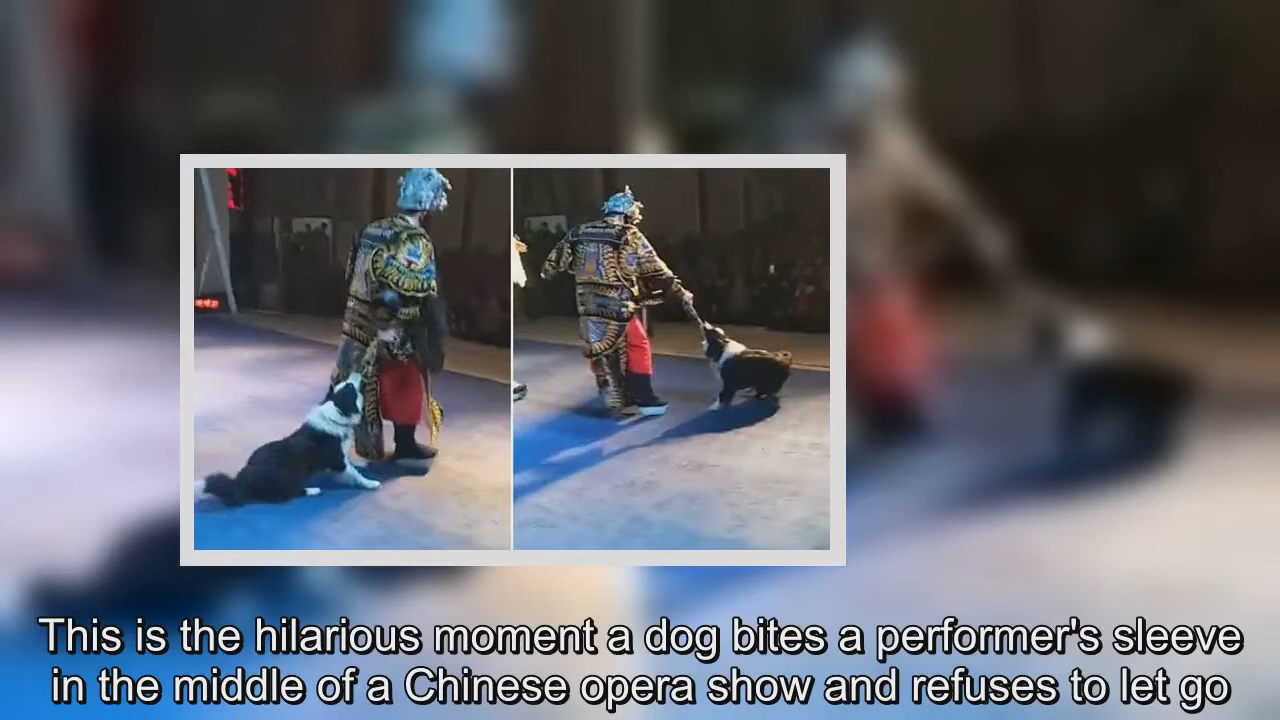 This is the hilarious moment a dog bites a performer's sleeve
in the middle of a Chinese opera show and refuses to let go